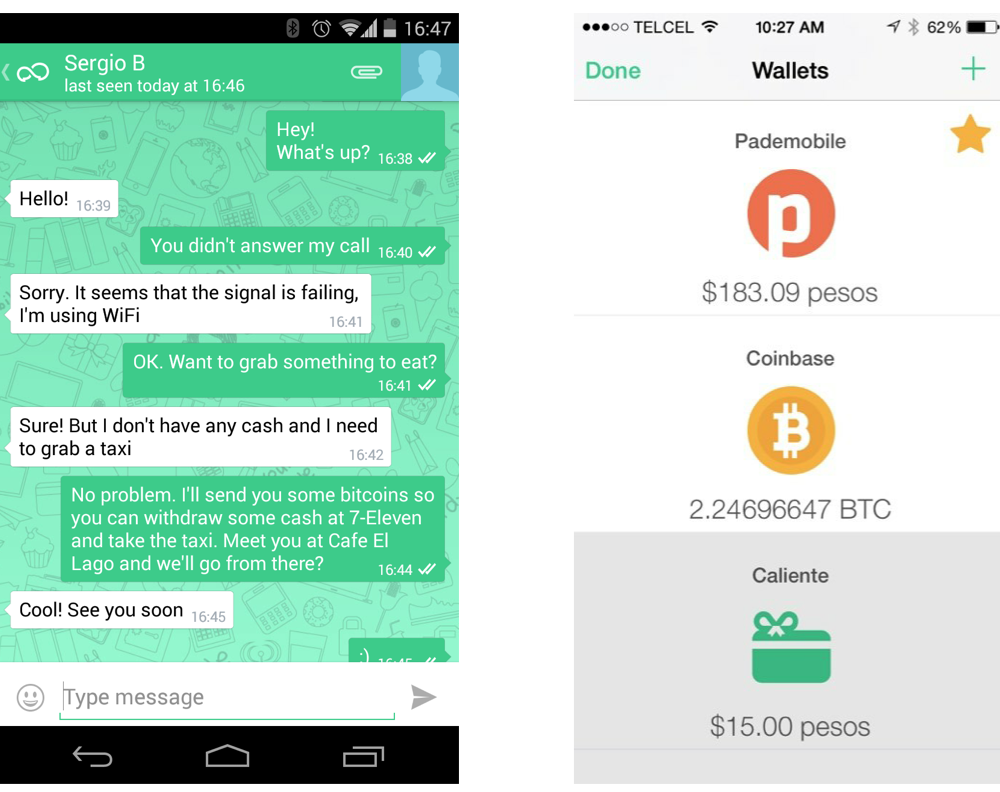 16:47
Sergio B
last seen today at 16:46
Hey!
What's up? 16:38
Hello! 16:39
You didn't answer my call 16:40
Sorry. It seems that the signal is failing,
I'm using WiFi 16:41
OK. Want to grab something to eat?
16:41
Sure! But I don't have any cash and I need
to grab a taxi 16:42
No problem. I'll send you some bitcoins so
you can withdraw some cash at 7-Eleven
and take the taxi. Meet you at Cafe El
Lago and we'll go from there? 16:44
Cool! See you soon 16:45
:) 16:45
Type message
TELCEL 10:27 AM 62%
Done Wallets +
Pademobile
p
$183.09 pesos
Coinbase
2.24696647 BTC
Caliente
$15.00 pesos